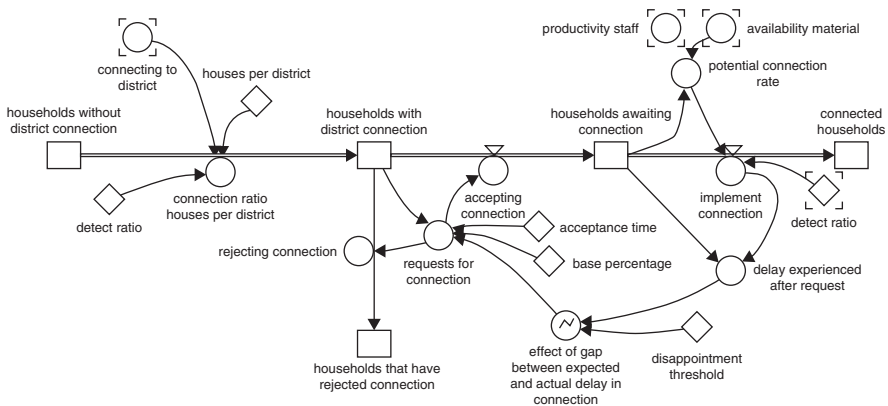 productivity staff
availability material
connecting to
district
houses per district
potential connection
rate
households without
district connection
households with
district connection
households awaiting
connection
connected
households
detect ratio
connection ratio
houses per district
accepting
connection
implement
connection
detect ratio
rejecting connection
requests for
connection
acceptance time
base percentage
delay experienced
after request
households that have
rejected connection
effect of gap
between expected
and actual delay in
connection
disappointment
threshold